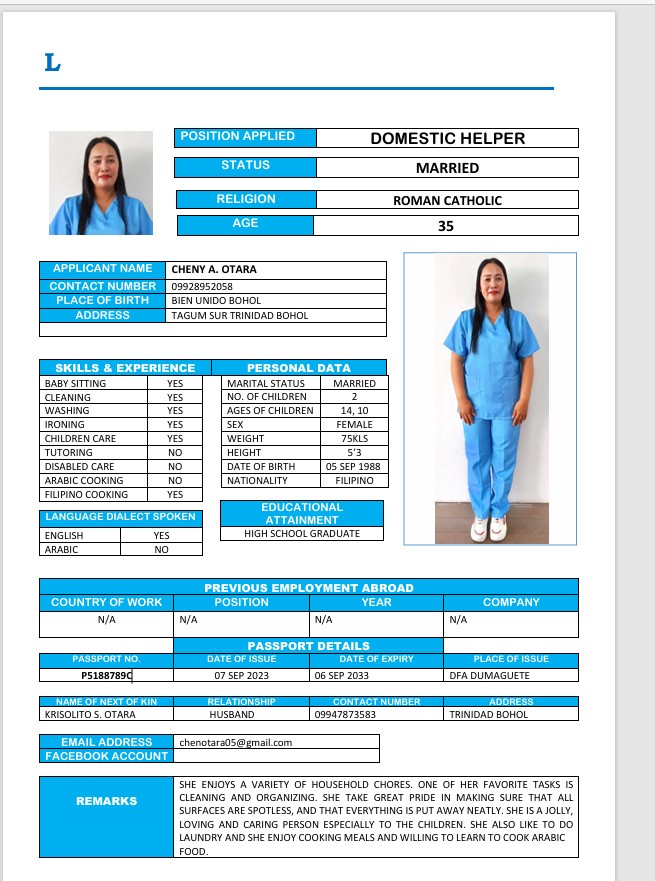 L
POSITION APPLIED DOMESTIC HELPER
STATUS MARRIED
RELIGION ROMAN CATHOLIC
AGE 35
APPLICANT NAME CHENY A. OTARA
CONTACT NUMBER 09928952058
PLACE OF BIRTH BIEN UNIDO BOHOL
ADDRESS TAGUM SUR TRINIDAD BOHOL
SKILLS & EXPERIENCE PERSONAL DATA
BABY SITTING YES MARITAL STATUS MARRIED
CLEANING YES NO. OF CHILDREN 2
WASHING YES AGES OF CHILDREN 14, 10
IRONING YES SEX FEMALE
CHILDREN CARE YES WEIGHT 75KLS
TUTORING NO HEIGHT 5’3
DISABLED CARE NO DATE OF BIRTH 05 SEP 1988
ARABIC COOKING NO NATIONALITY FILIPINO
FILIPINO COOKING YES
LANGUAGE DIALECT SPOKEN
ENGLISH YES
ARABIC NO
EDUCATIONAL
ATTAINMENT
HIGH SCHOOL GRADUATE
PREVIOUS EMPLOYMENT ABROAD
COUNTRY OF WORK POSITION YEAR COMPANY
N/A N/A N/A N/A
PASSPORT DETAILS
PASSPORT NO. DATE OF ISSUE DATE OF EXPIRY PLACE OF ISSUE
P5188789C 07 SEP 2023 06 SEP 2033 DFA DUMAGUETE
NAME OF NEXT OF KIN RELATIONSHIP CONTACT NUMBER ADDRESS
KRISOLITO S. OTARA HUSBAND 09947873583 TRINIDAD BOHOL
EMAIL ADDRESS chenotara05@gmail.com
FACEBOOK ACCOUNT
REMARKS
SHE ENJOYS A VARIETY OF HOUSEHOLD CHORES. ONE OF HER FAVORITE TASKS IS
CLEANING AND ORGANIZING. SHE TAKE GREAT PRIDE IN MAKING SURE THAT ALL
SURFACES ARE SPOTLESS, AND THAT EVERYTHING IS PUT AWAY NEATLY. SHE IS A JOLLY,
LOVING AND CARING PERSON ESPECIALLY TO THE CHILDREN. SHE ALSO LIKE TO DO
LAUNDRY AND SHE ENJOY COOKING MEALS AND WILLING TO LEARN TO COOK ARABIC
FOOD.